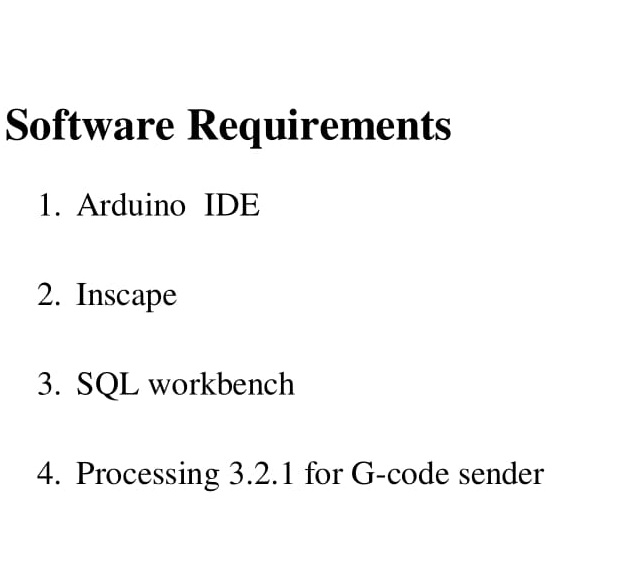 Software Requirements
1. Arduino IDE
2. Inscape
3. SQL workbench
4. Processing 3.2.1 for G-code sender